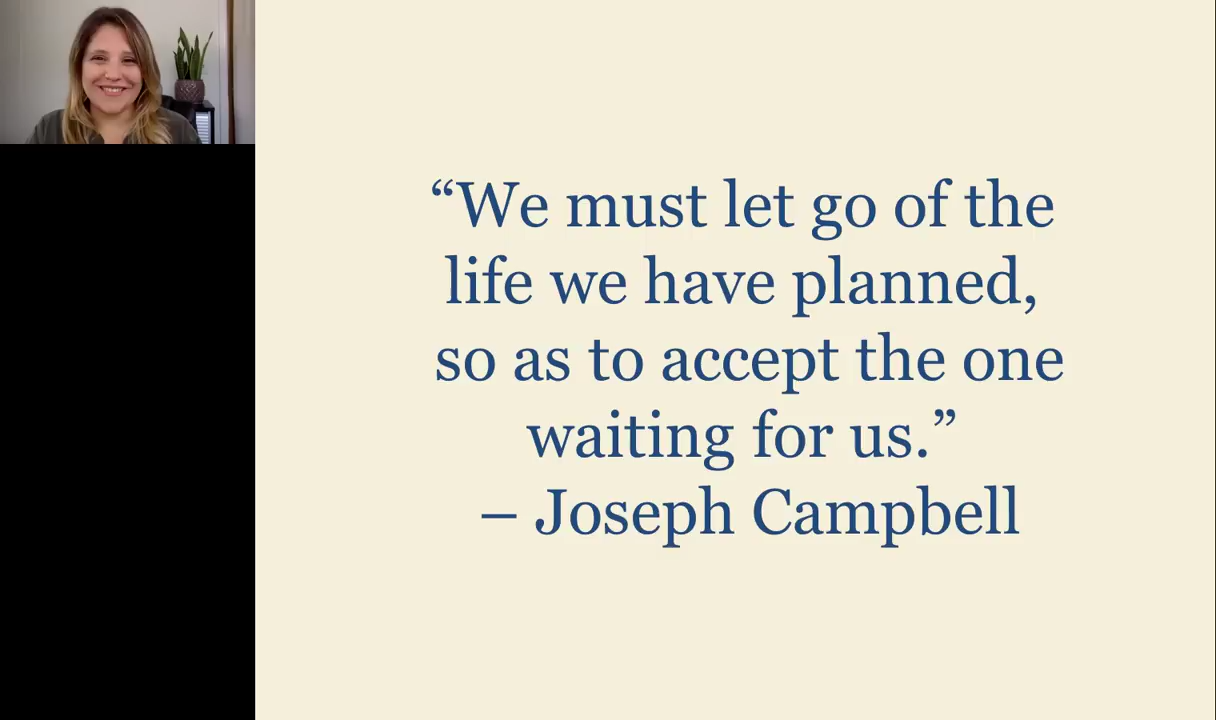 “We must let go of the
life we have planned,
so as to accept the one
waiting for us.”
– Joseph Campbell